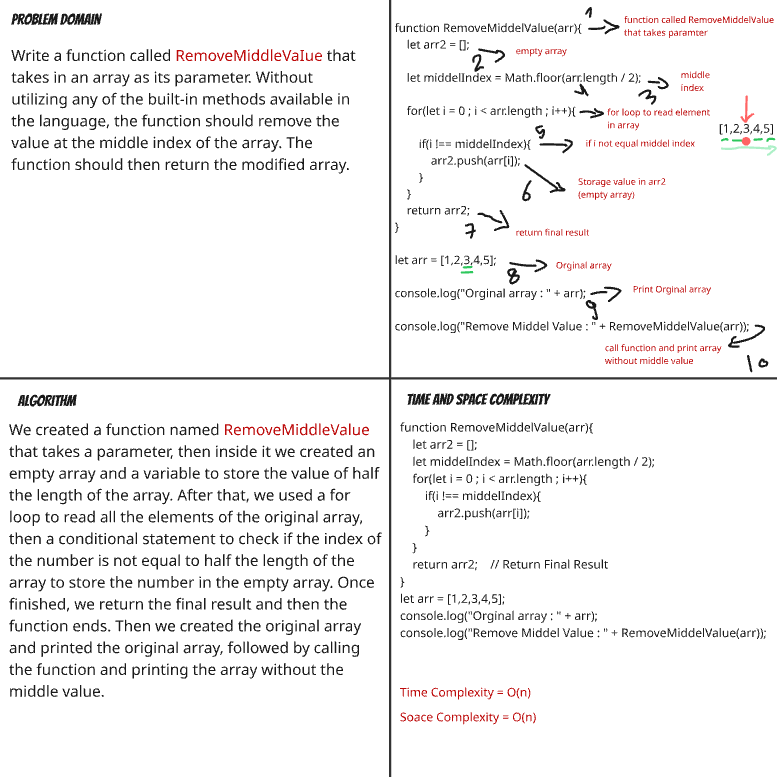 PROBLEM DOMAIN
Write a function called RemoveMiddleValue that
takes in an array as its parameter. Without
utilizing any of the built-in methods available in
the language, the function should remove the
value at the middle index of the array. The
function should then return the modified array.
1
function RemoveMiddelValue(arr){
function called RemoveMiddelValue
that takes paramter
let arr2 = [];
2
empty array
let middelIndex = Math.floor(arr.length / 2);
3
middle
index
4
for(let i = 0 ; i < arr.length ; i++){
for loop to read element
in array
[1,2,3,4,5]
5
if(i !== middelIndex){
if i not equal middel index
arr2.push(arr[i]);
6
Storage value in arr2
(empty array)
}
}
return arr2;
7
return final result
}
let arr = [1,2,3,4,5];
8
Orginal array
console.log("Orginal array : " + arr);
9
Print Orginal array
console.log("Remove Middel Value : " + RemoveMiddelValue(arr));
call function and print array
without middle value
10
ALGORITHM
We created a function named RemoveMiddleValue
that takes a parameter, then inside it we created an
empty array and a variable to store the value of half
the length of the array. After that, we used a for
loop to read all the elements of the original array,
then a conditional statement to check if the index of
the number is not equal to half the length of the
array to store the number in the empty array. Once
finished, we return the final result and then the
function ends. Then we created the original array
and printed the original array, followed by calling
the function and printing the array without the
middle value.
TIME AND SPACE COMPLEXITY
function RemoveMiddelValue(arr){
let arr2 = [];
let middelIndex = Math.floor(arr.length / 2);
for(let i = 0 ; i < arr.length ; i++){
if(i !== middelIndex){
arr2.push(arr[i]);
}
}
return arr2; // Return Final Result
}
let arr = [1,2,3,4,5];
console.log("Orginal array : " + arr);
console.log("Remove Middel Value : " + RemoveMiddelValue(arr));
Time Complexity = O(n)
Soace Complexity = O(n)